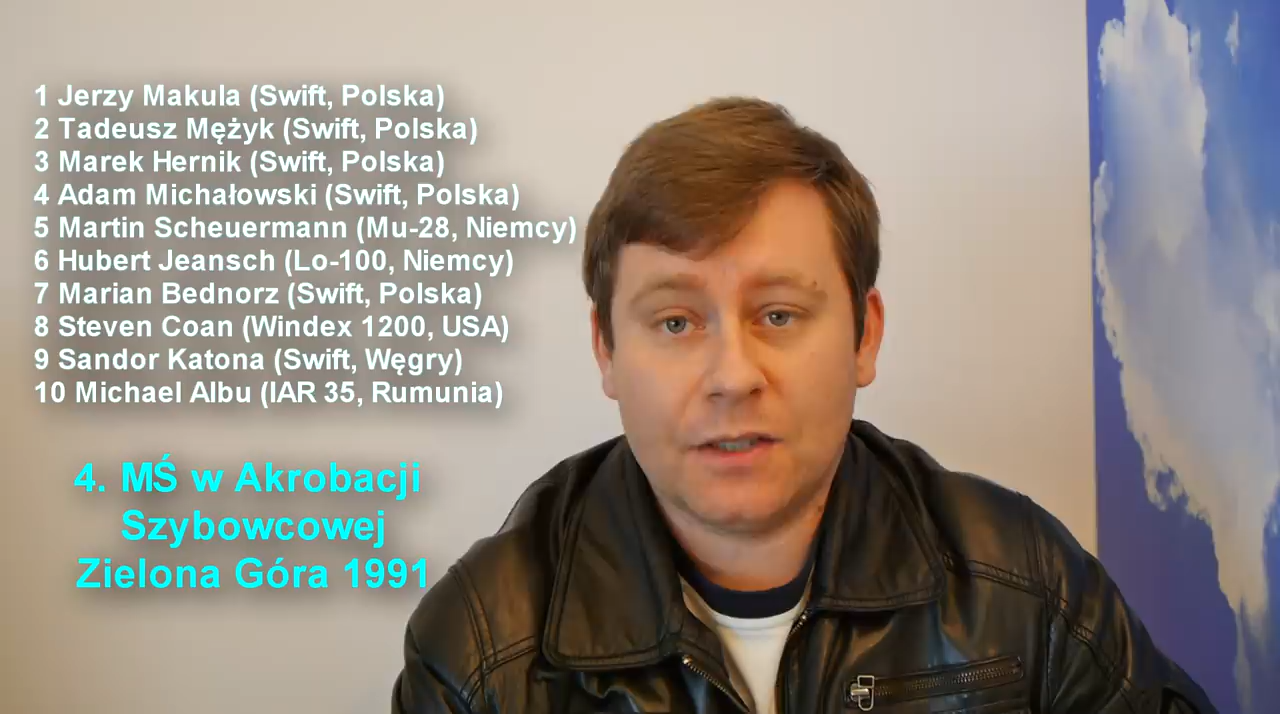 1 Jerzy Makula (Swift, Polska)
2 Tadeusz Mężyk (Swift, Polska)
3 Marek Hernik (Swift, Polska)
4 Adam Michałowski (Swift, Polska)
5 Martin Scheuermann (Mu-28, Niemcy)
6 Hubert Jeansch (Lo-100, Niemcy)
7 Marian Bednorz (Swift, Polska)
8 Steven Coan (Windex 1200, USA)
9 Sandor Katona (Swift, Węgry)
10 Michael Albu (IAR 35, Rumunia)
4. MŚ w Akrobacji
Szybowcowej
Zielona Góra 1991